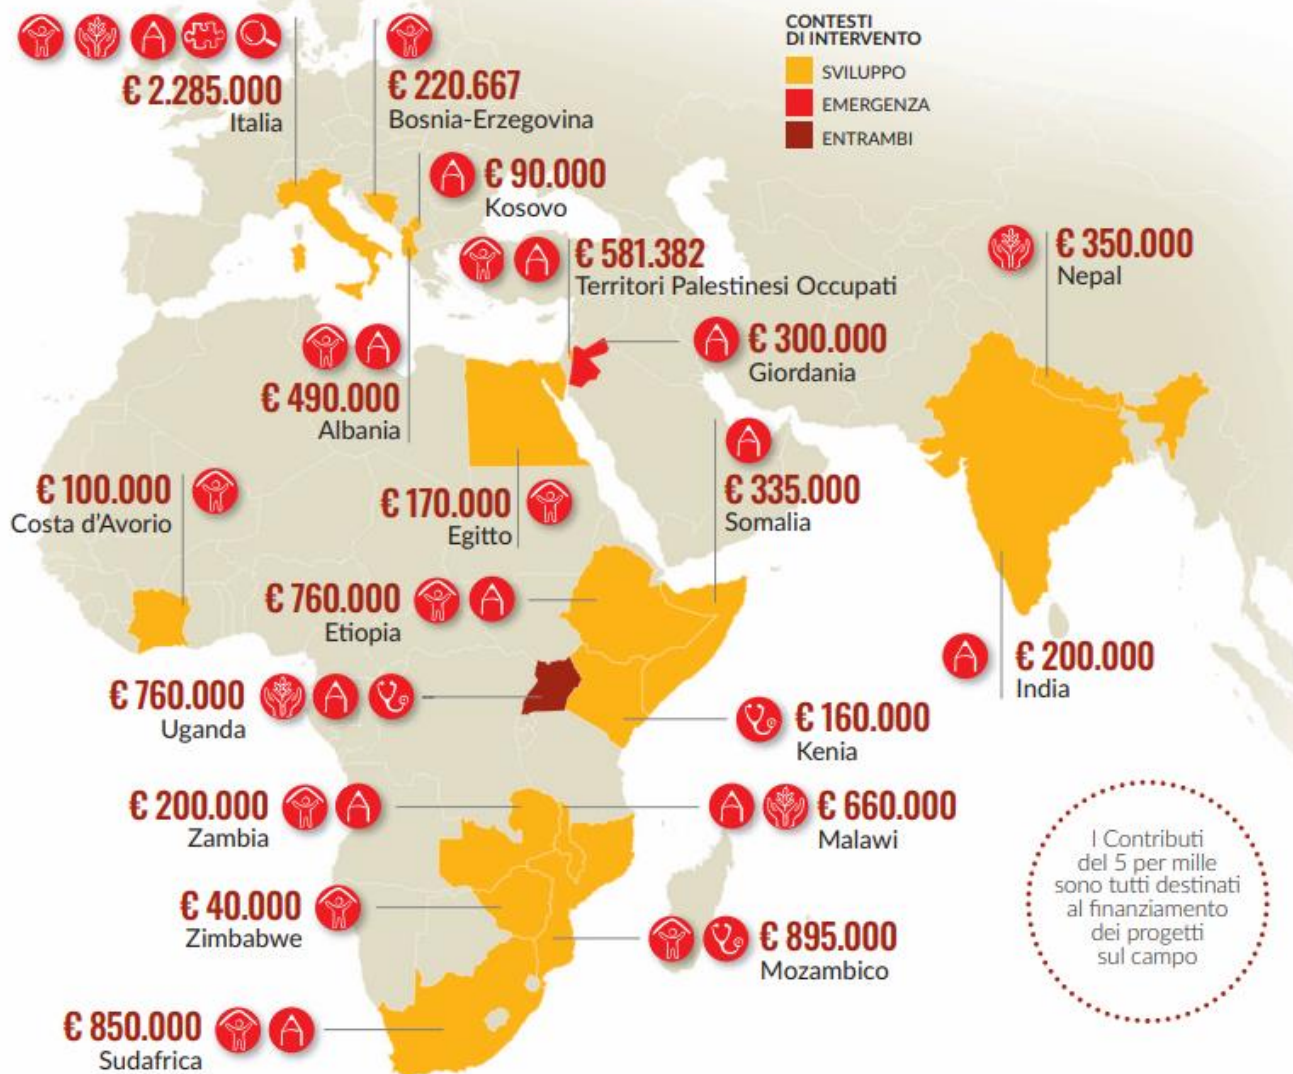 € 2.285.000
Italia
€ 220.667
Bosnia-Erzegovina
CONTESTI
DI INTERVENTO
SVILUPPO
EMERGENZA
ENTRAMBI
€ 90.000
Kosovo
€ 581.382
Territori Palestinesi Occupati
€ 350.000
Nepal
€ 300.000
Giordania
€ 490.000
Albania
€ 100.000
Costa d'Avorio
€ 170.000
Egitto
€ 335.000
Somalia
€ 760.000
Etiopia
€ 200.000
India
€ 760.000
Uganda
€ 160.000
Kenia
€ 200.000
Zambia
€ 660.000
Malawi
€ 40.000
Zimbabwe
€ 895.000
Mozambico
€ 850.000
Sudafrica
I Contributi
del 5 per mille
sono tutti destinati
al finanziamento
dei progetti
sul campo